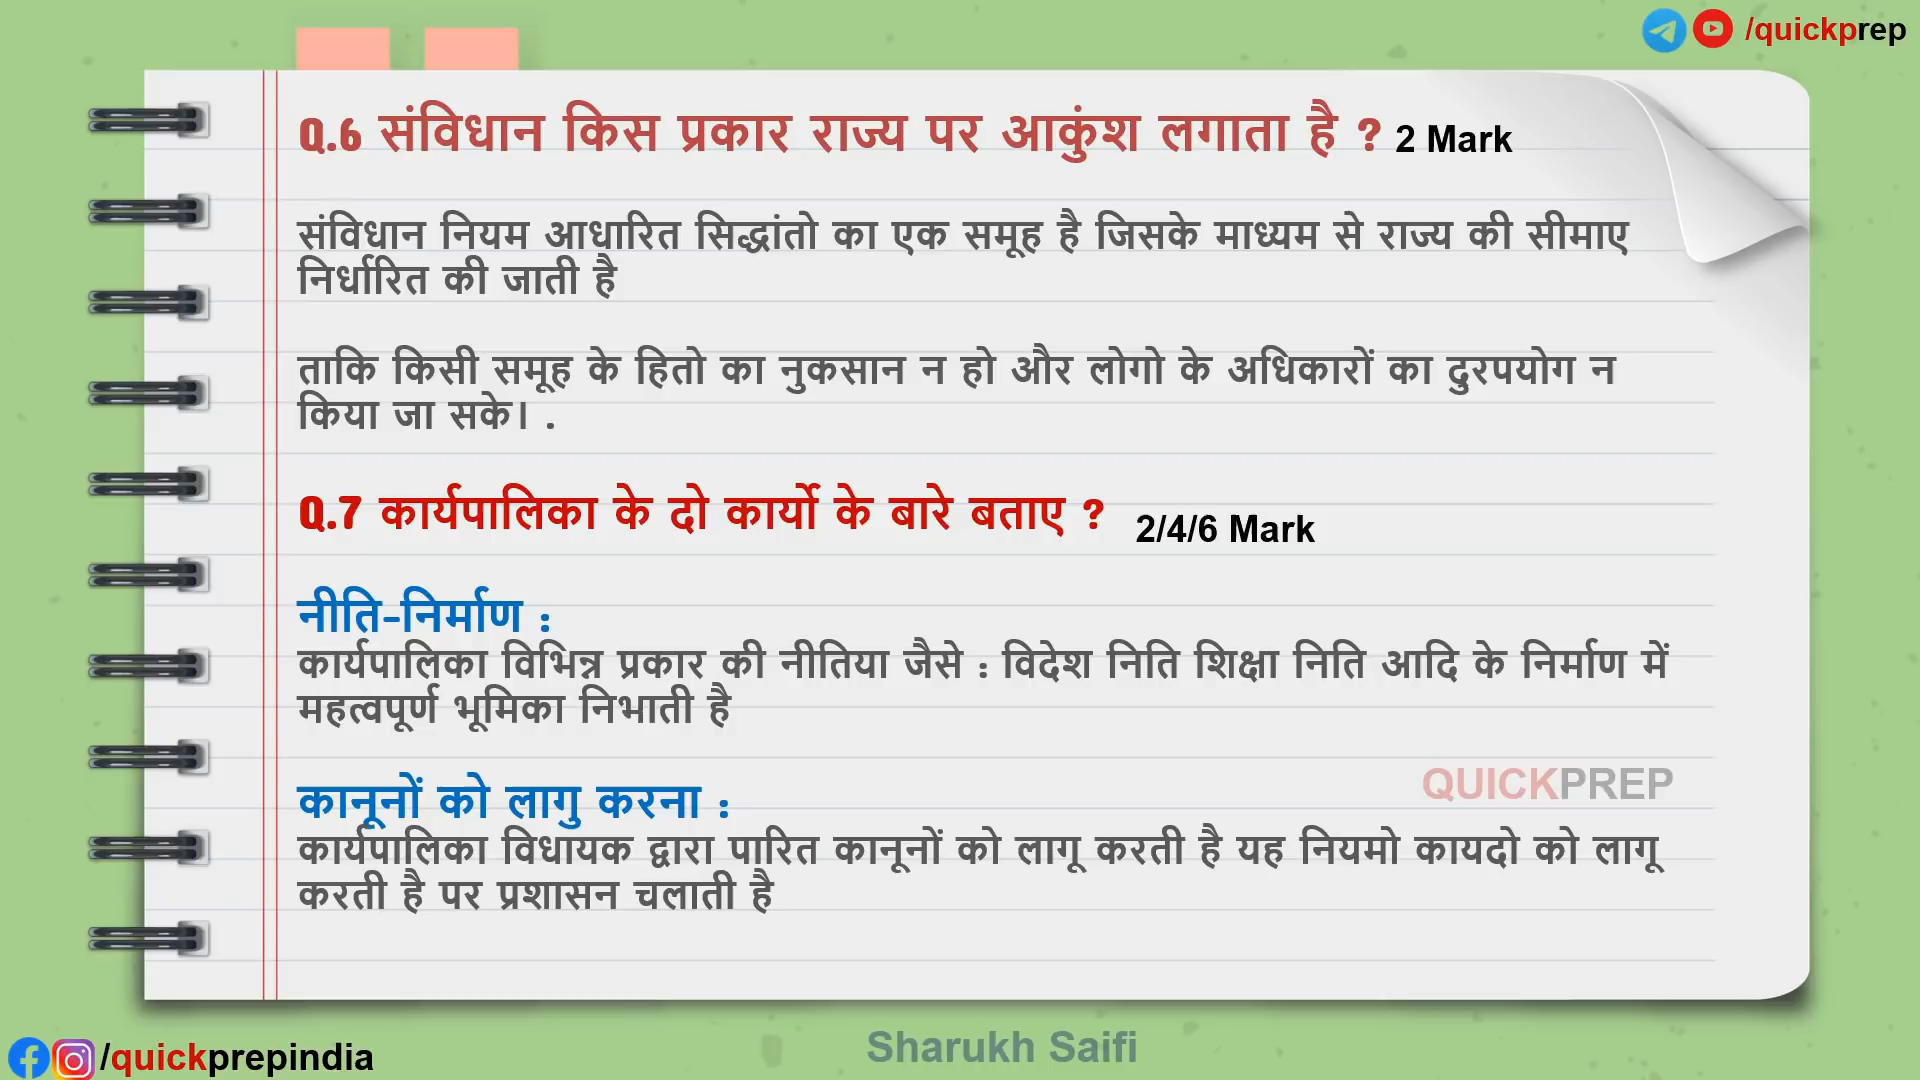 /quickprep
Q.6 संविधान किस प्रकार राज्य पर आकुंश लगाता है ? 2 Mark
संविधान नियम आधारित सिद्धांतो का एक समूह है जिसके माध्यम से राज्य की सीमाए
निर्धारित की जाती है
ताकि किसी समूह के हितो का नुकसान न हो और लोगो के अधिकारों का दुरपयोग न
किया जा सके। .
Q.7 कार्यपालिका के दो कार्यो के बारे बताए ? 2/4/6 Mark
नीति-निर्माण :
कार्यपालिका विभिन्न प्रकार की नीतिया जैसे : विदेश निति शिक्षा निति आदि के निर्माण में
महत्वपूर्ण भूमिका निभाती है
QUICKPREP
कानूनों को लागु करना :
कार्यपालिका विधायक द्वारा पारित कानूनों को लागू करती है यह नियमो कायदो को लागू
करती है पर प्रशासन चलाती है
Sharukh Saifi
/quickprepindia